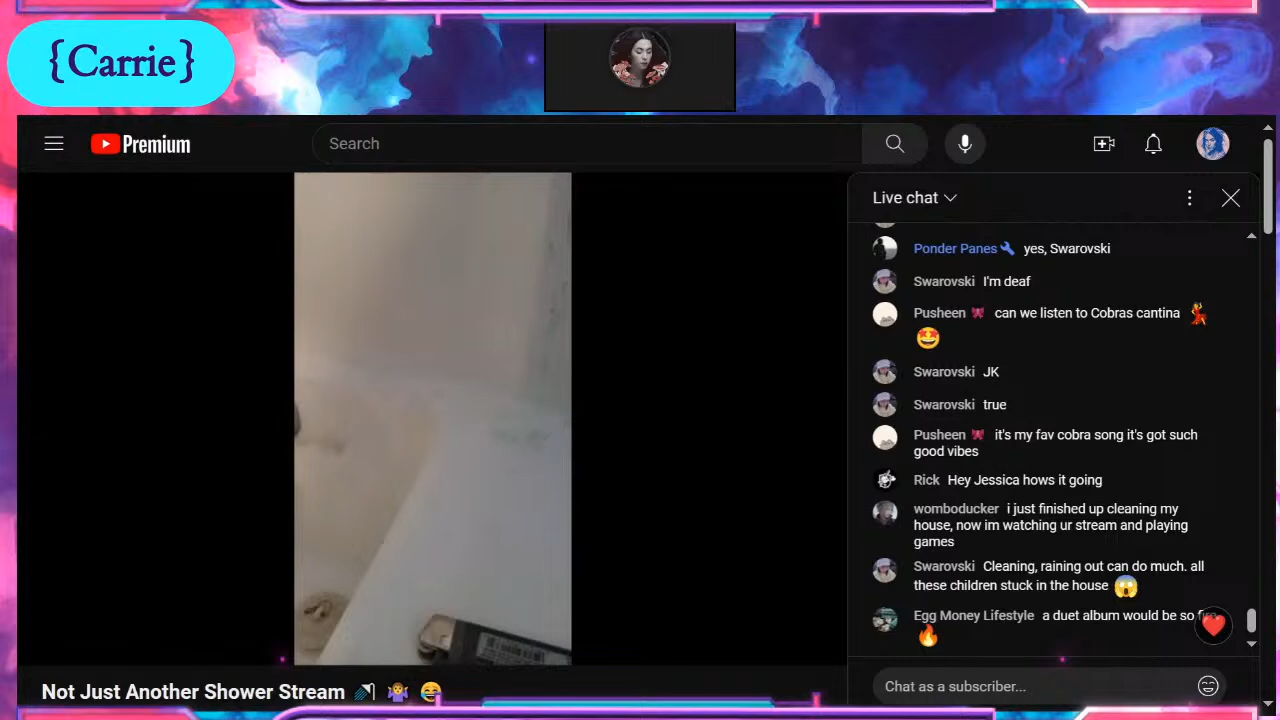 {Carrie}
Premium
Search
Live chat
Ponder Panes yes, Swarovski
Swarovski I'm deaf
Pusheen 🎀 can we listen to Cobras cantina 💃
🤩
Swarovski JK
Swarovski true
Pusheen 🎀 it's my fav cobra song it's got such
good vibes
Rick Hey Jessica hows it going
womboducker i just finished up cleaning my
house, now im watching ur stream and playing
games
Swarovski Cleaning, raining out can do much. all
these children stuck in the house 😱
Egg Money Lifestyle a duet album would be so
🔥
Not Just Another Shower Stream 🚿 🤷‍♀️ 😂
Chat as a subscriber...